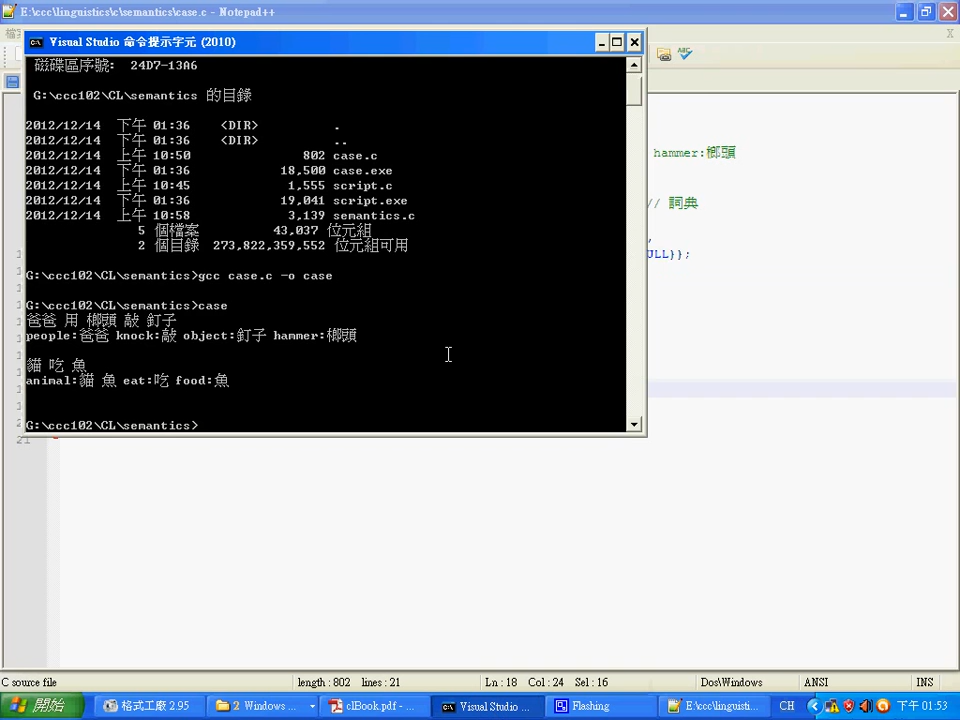 E:\ccc\linguistics\c\semantics\case.c - Notepad++
Visual Studio 命令提示字元 (2010)
磁碟區序號: 24D7-13A6
G:\ccc102\CL\semantics 的目錄
2012/12/14 下午 01:36 <DIR> .
2012/12/14 下午 01:36 <DIR> ..
2012/12/14 上午 10:50 802 case.c
2012/12/14 下午 01:36 18,500 case.exe
2012/12/14 上午 10:45 1,555 script.c
2012/12/14 下午 01:36 19,041 script.exe
2012/12/14 上午 10:58 3,139 semantics.c
5 個檔案 43,037 位元組
2 個目錄 273,822,359,552 位元組可用
G:\ccc102\CL\semantics>gcc case.c -o case
G:\ccc102\CL\semantics>case
爸爸 用 榔頭 敲 釘子
people:爸爸 knock:敲 object:釘子 hammer:榔頭
貓 吃 魚
animal:貓 魚 eat:吃 food:魚
G:\ccc102\CL\semantics>
hammer:榔頭
// 詞典
,
ULL}};
21
C source file length : 802 lines : 21 Ln : 18 Col : 24 Sel : 16 Dos\Windows ANSI INS
開始 格式工廠 2.95 2 Windows ... clBook.pdf - ... Visual Studio ... Flashing E:\ccc\linguisti... CH 下午 01:53